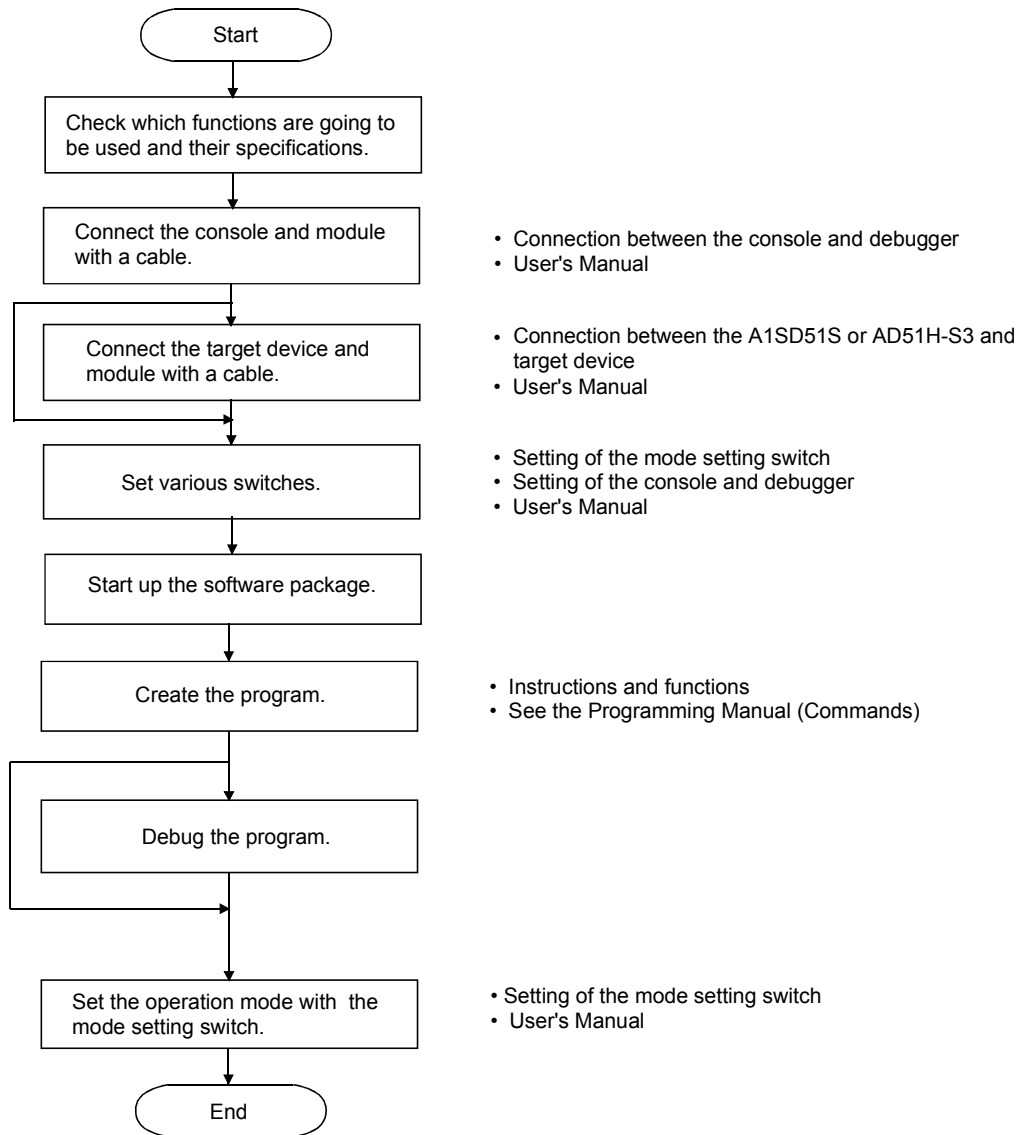 Start
Check which functions are going to
be used and their specifications.
Connect the console and module
with a cable.
• Connection between the console and debugger
• User's Manual
Connect the target device and
module with a cable.
• Connection between the A1SD51S or AD51H-S3 and
target device
• User's Manual
Set various switches.
• Setting of the mode setting switch
• Setting of the console and debugger
• User's Manual
Start up the software package.
Create the program.
• Instructions and functions
• See the Programming Manual (Commands)
Debug the program.
Set the operation mode with the
mode setting switch.
• Setting of the mode setting switch
• User's Manual
End